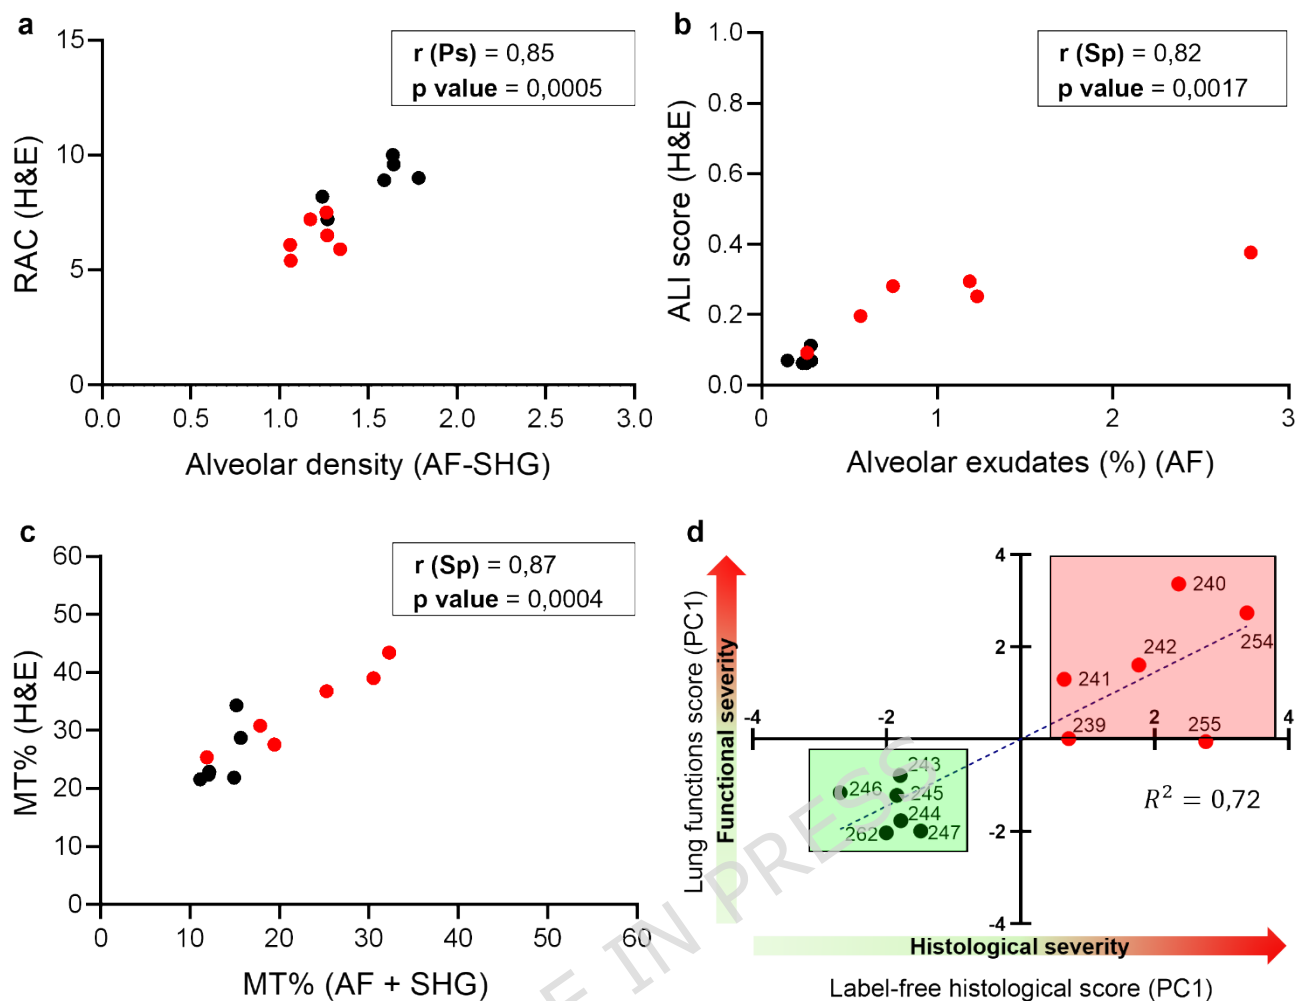 a
r (Ps) = 0,85
p value = 0,0005
15
10
5
0
RAC (H&E)
0.0 0.5 1.0 1.5 2.0 2.5 3.0
Alveolar density (AF-SHG)
b
r (Sp) = 0,82
p value = 0,0017
1.0
0.8
0.6
0.4
0.2
0.0
ALI score (H&E)
0 1 2 3
Alveolar exudates (%) (AF)
c
r (Sp) = 0,87
p value = 0,0004
60
50
40
30
20
10
0
MT% (H&E)
0 10 20 30 40 50 60
MT% (AF + SHG)
d
Lung functions score (PC1)
Functional severity
4
2
-2
-4
-4 -2 2 4
240
254
242
241
239
255
243
246
245
244
262
247
R² = 0,72
Histological severity
Label-free histological score (PC1)
E IN PRESS